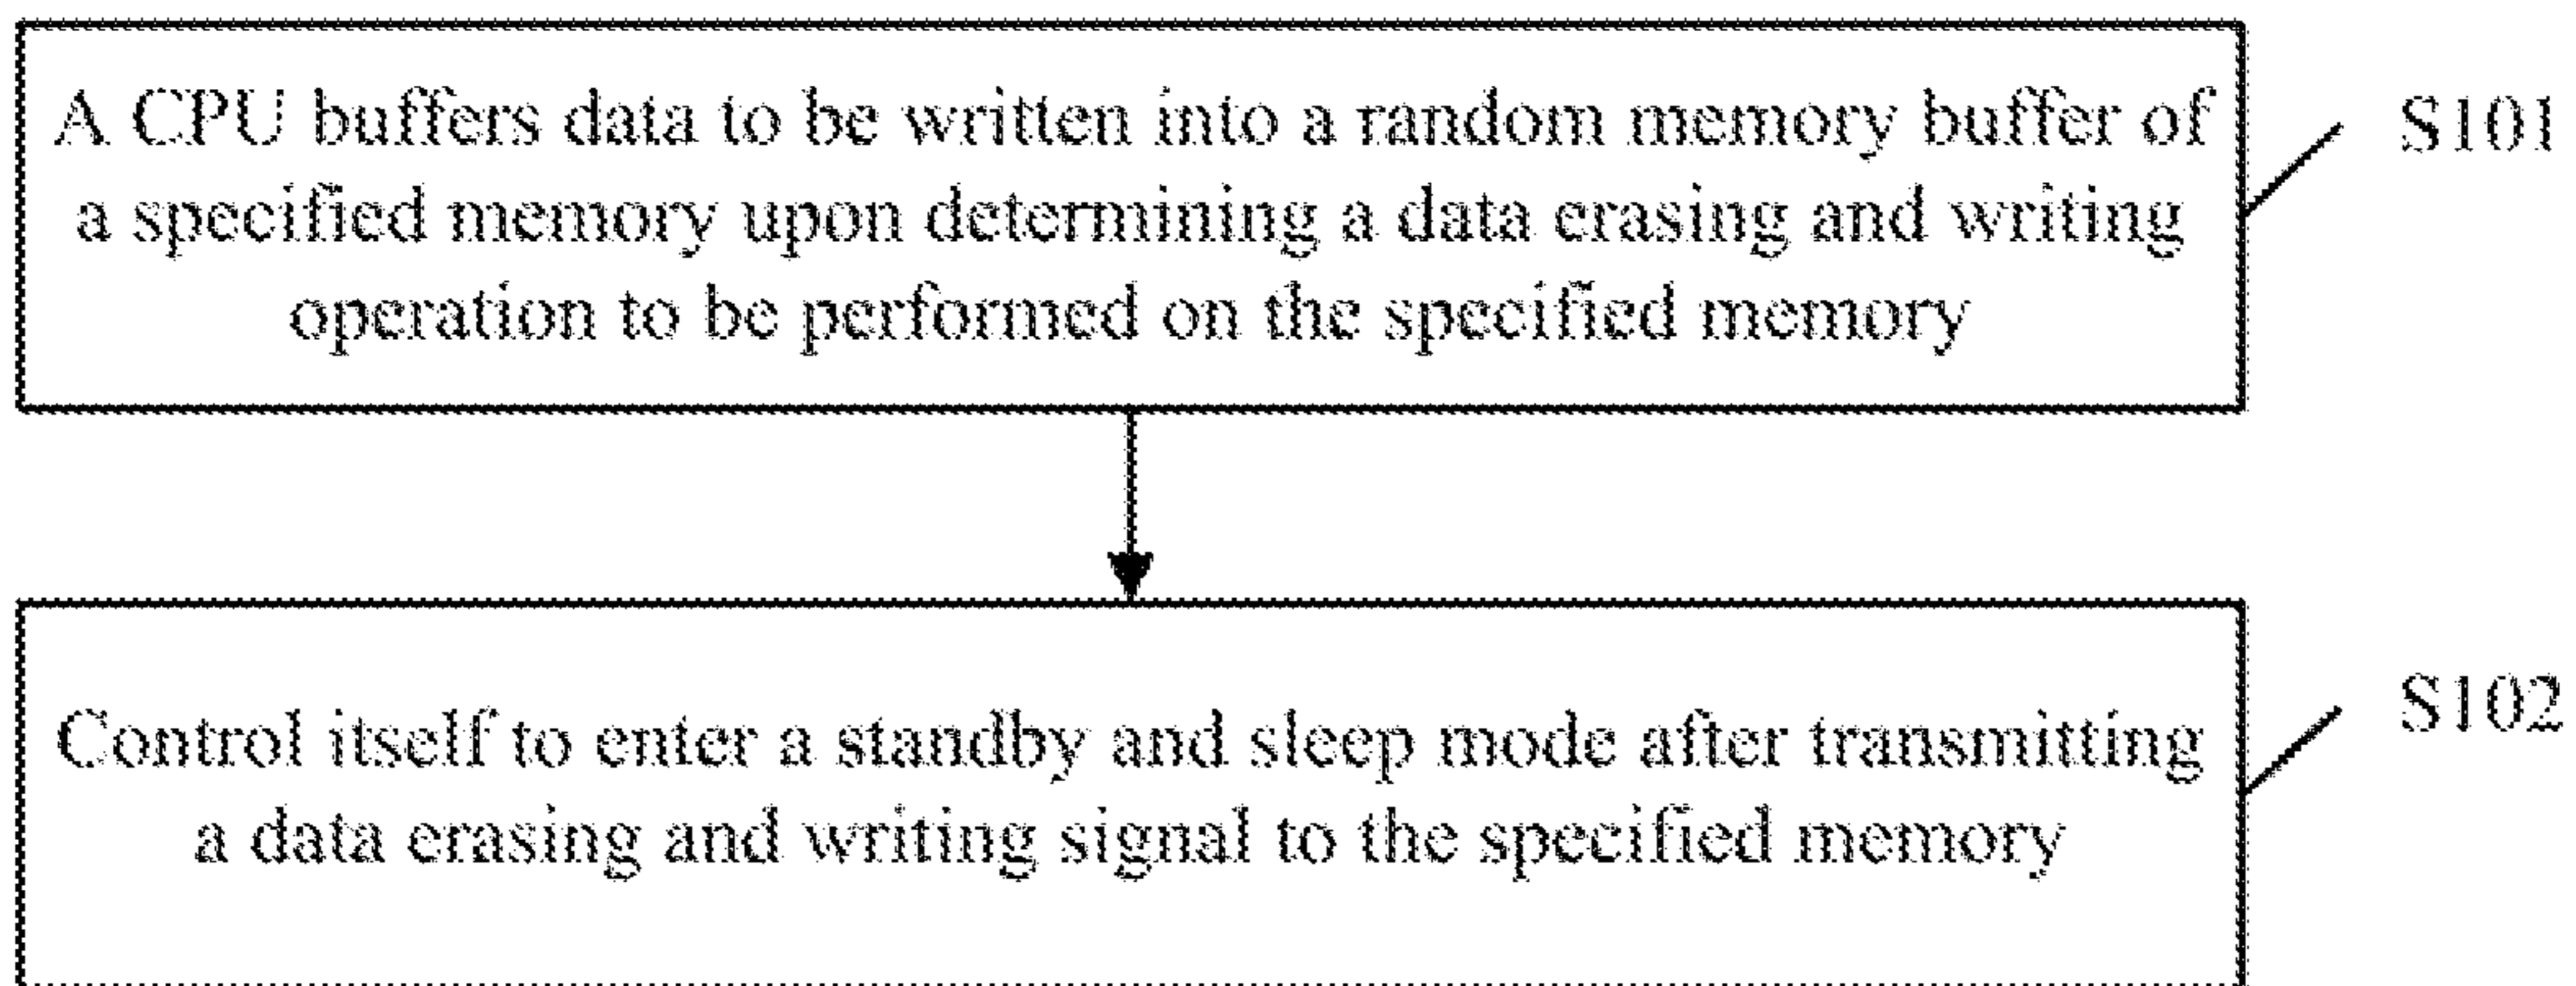 A CPU buffers data to be written into a random memory buffer of
a specified memory upon determining a data erasing and writing
operation to be performed on the specified memory
S101
Control itself to enter a standby and sleep mode after transmitting
a data erasing and writing signal to the specified memory
S102